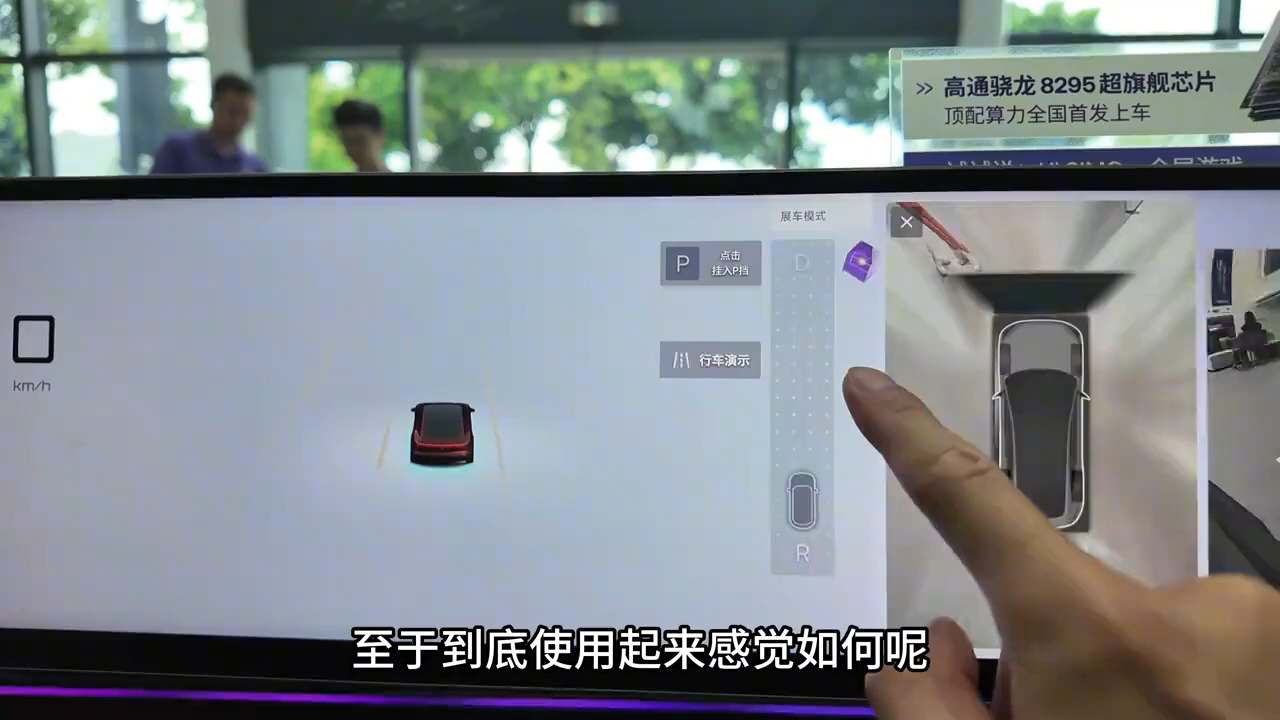 >> 高通骁龙 8295 超旗舰芯片
顶配算力全国首发上车
展车模式
P
点击
挂入P挡
D
行车演示
0
km/h
R
至于到底使用起来感觉如何呢